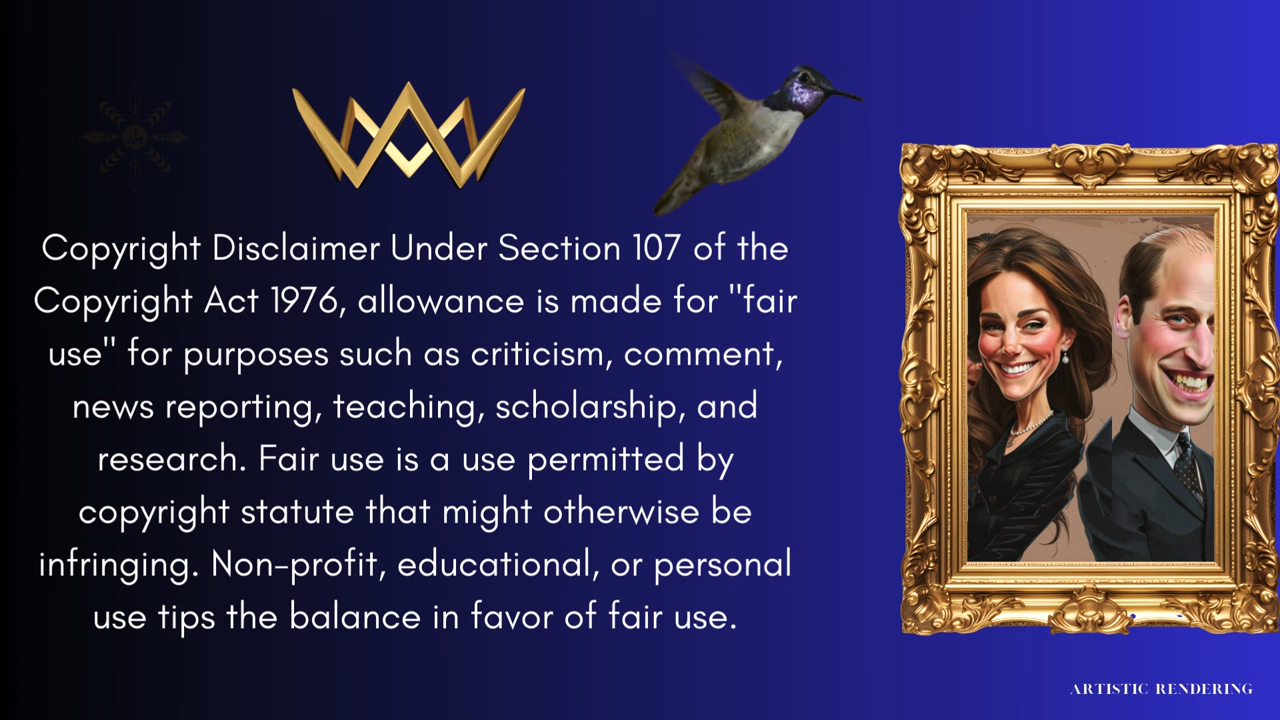 Copyright Disclaimer Under Section 107 of the
Copyright Act 1976, allowance is made for "fair
use" for purposes such as criticism, comment,
news reporting, teaching, scholarship, and
research. Fair use is a use permitted by
copyright statute that might otherwise be
infringing. Non-profit, educational, or personal
use tips the balance in favor of fair use.
ARTISTIC RENDERING